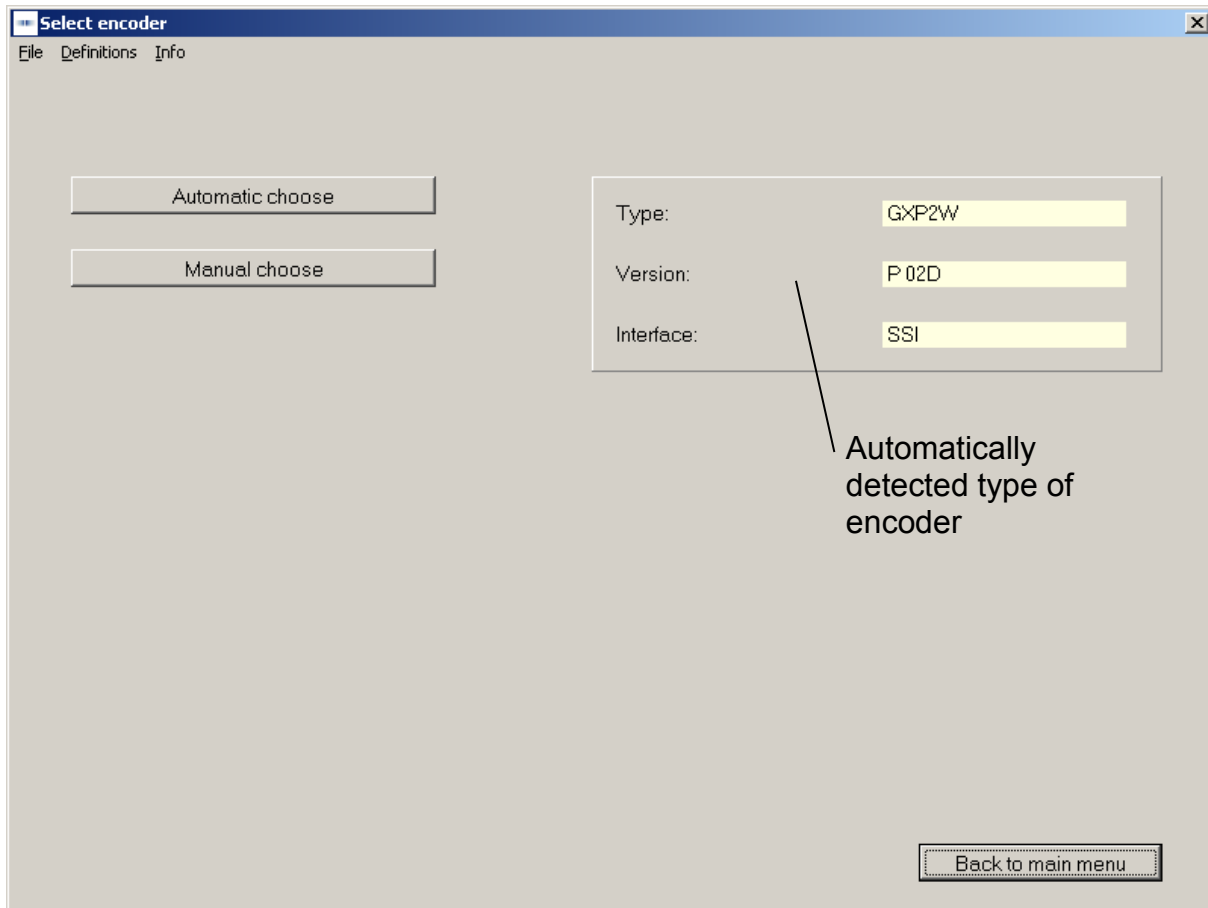 Select encoder
File Definitions Info
Automatic choose
Manual choose
Type: GXP2W
Version: P 02D
Interface: SSI
Automatically
detected type of
encoder
Back to main menu